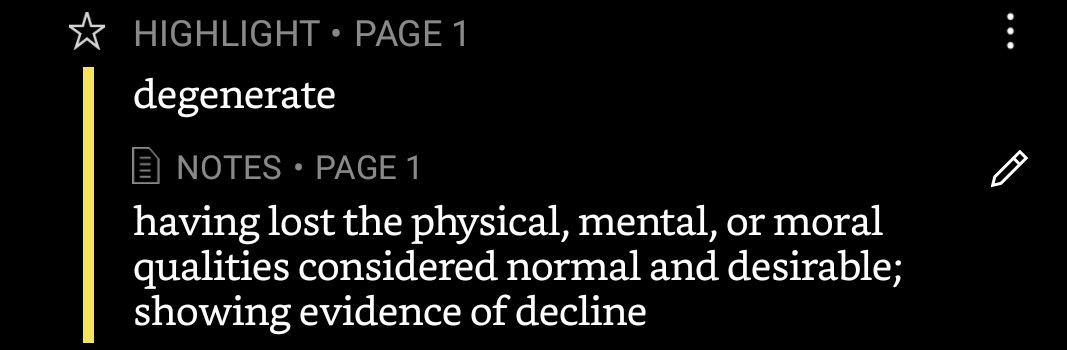 HIGHLIGHT • PAGE 1
degenerate
NOTES • PAGE 1
having lost the physical, mental, or moral
qualities considered normal and desirable;
showing evidence of decline